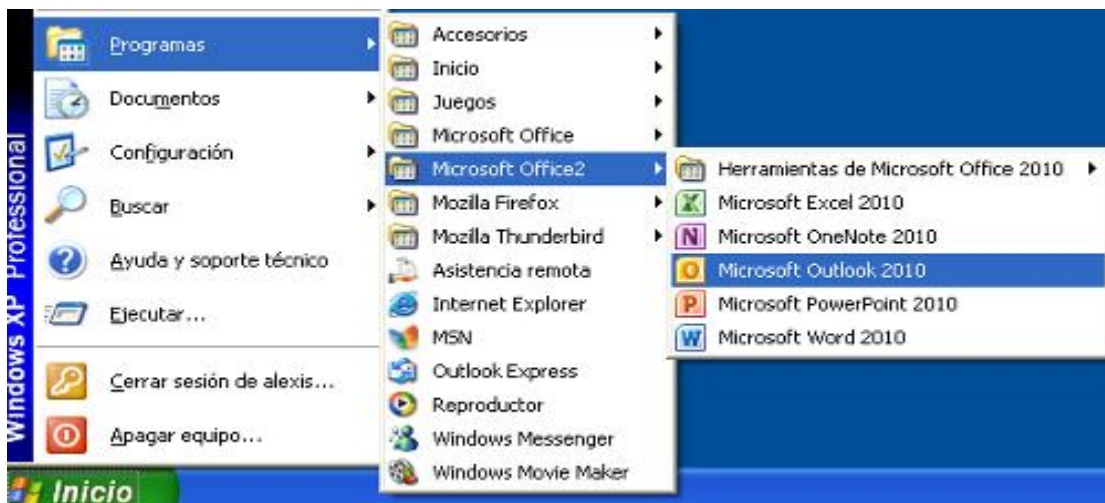 Windows XP Professional
Programas
Documentos
Configuración
Buscar
Ayuda y soporte técnico
Ejecutar...
Cerrar sesión de alexis...
Apagar equipo...
Inicio
Accesorios
Inicio
Juegos
Microsoft Office
Microsoft Office2
Mozilla Firefox
Mozilla Thunderbird
Asistencia remota
Internet Explorer
MSN
Outlook Express
Reproductor
Windows Messenger
Windows Movie Maker
Herramientas de Microsoft Office 2010
Microsoft Excel 2010
Microsoft OneNote 2010
Microsoft Outlook 2010
Microsoft PowerPoint 2010
Microsoft Word 2010